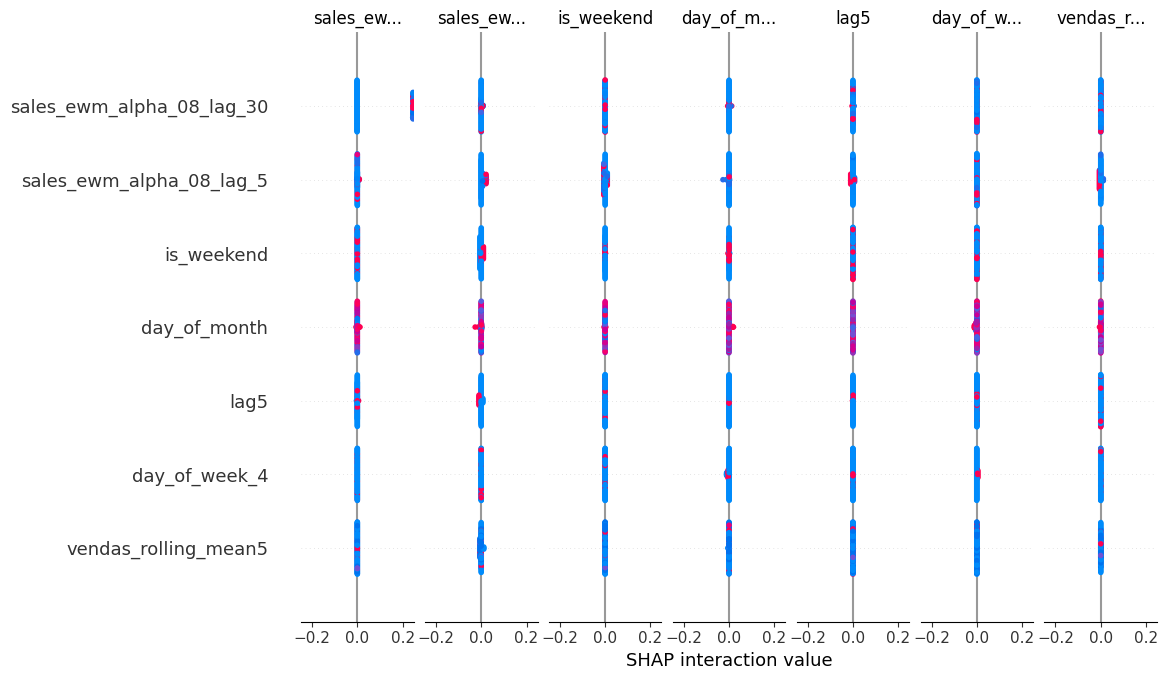 sales_ew... sales_ew... is_weekend day_of_m... lag5 day_of_w... vendas_r...
sales_ewm_alpha_08_lag_30
sales_ewm_alpha_08_lag_5
is_weekend
day_of_month
lag5
day_of_week_4
vendas_rolling_mean5
−0.2 0.0 0.2 −0.2 0.0 0.2 −0.2 0.0 0.2 −0.2 0.0 0.2 −0.2 0.0 0.2 −0.2 0.0 0.2 −0.2 0.0 0.2
SHAP interaction value